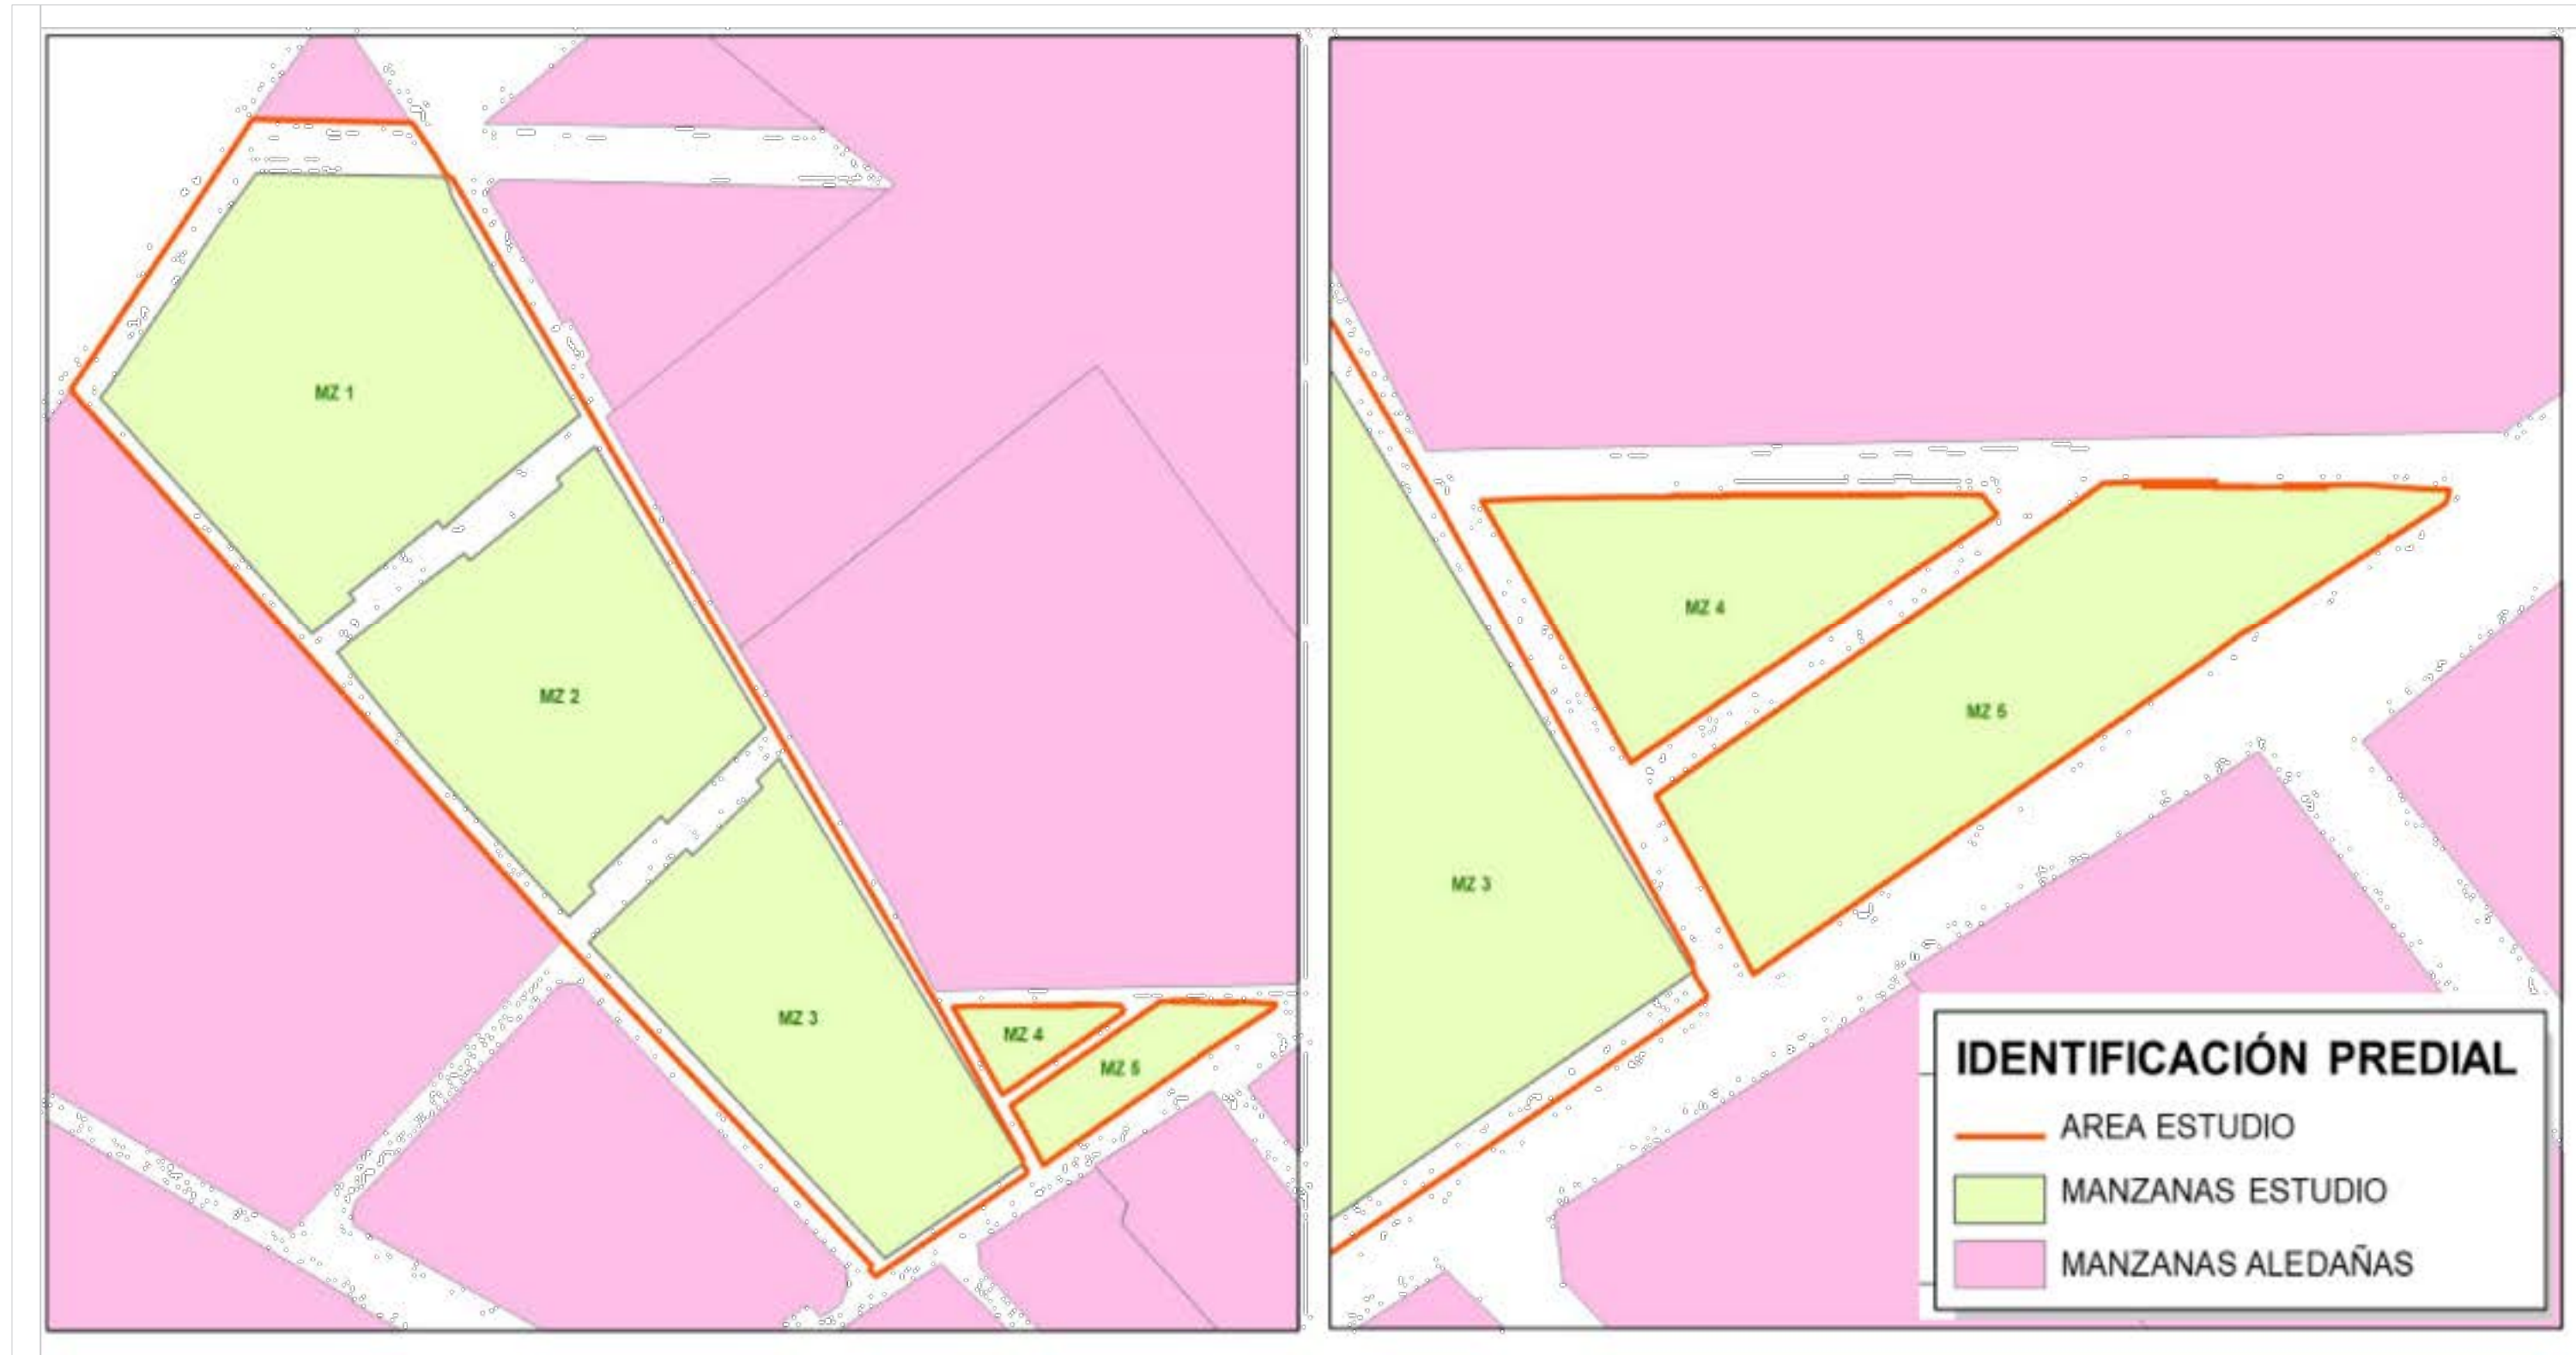 MZ 1
MZ 2
MZ 3
MZ 4
MZ 5
MZ 4
MZ 5
MZ 3
IDENTIFICACIÓN PREDIAL
AREA ESTUDIO
MANZANAS ESTUDIO
MANZANAS ALEDAÑAS